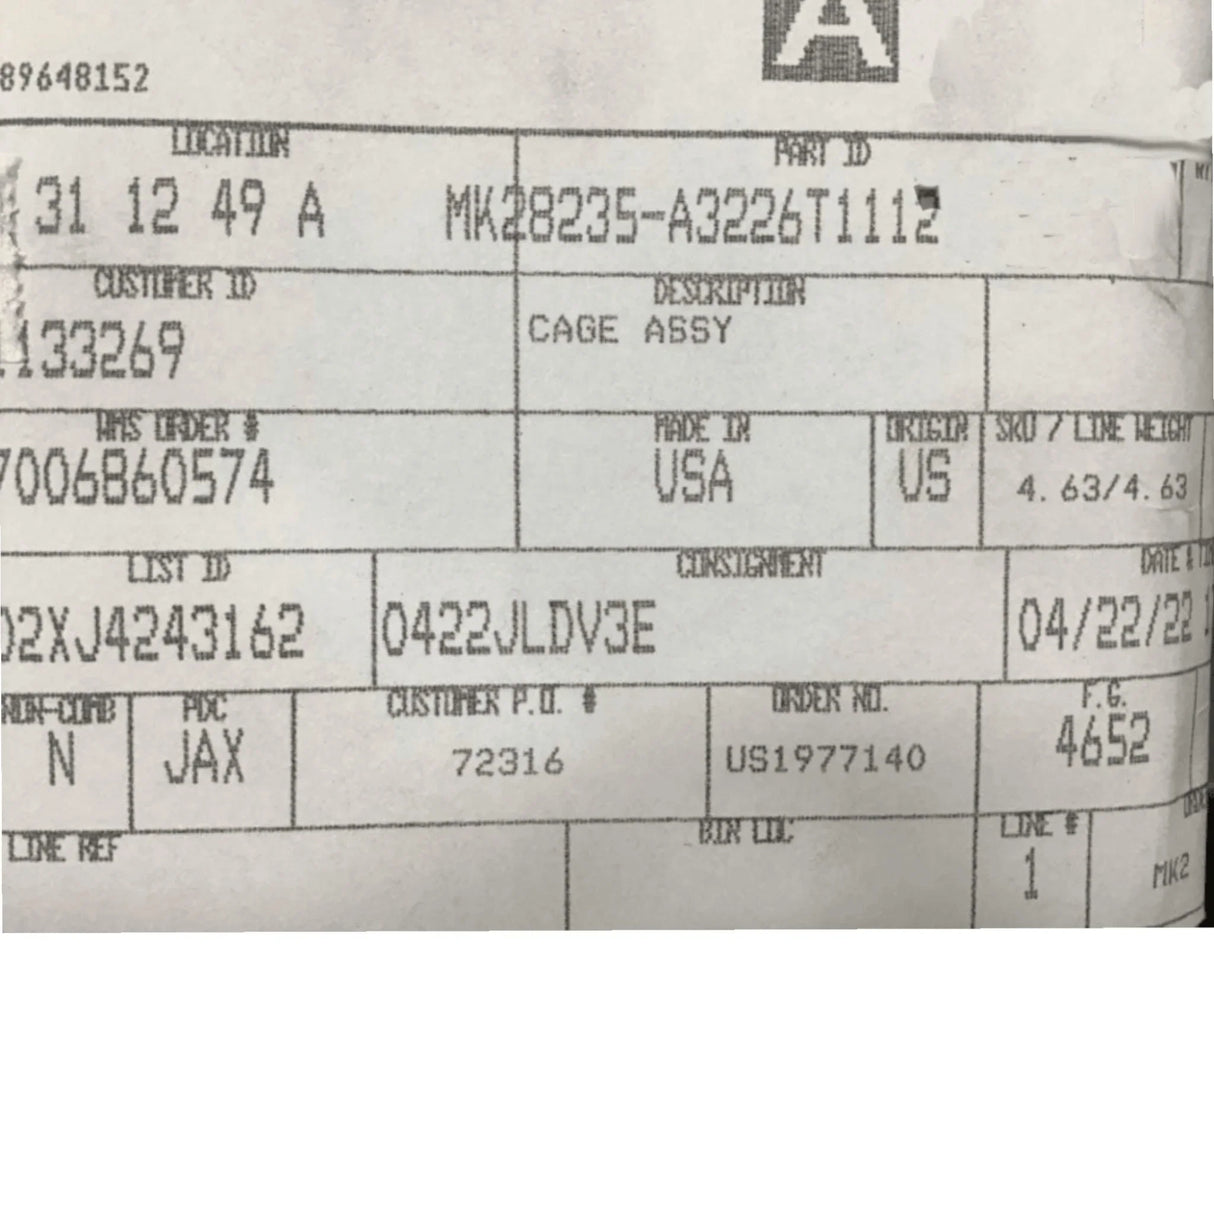 A
89648152
LOCATION PART ID
31 12 49 A MK28235-A3226T1112
CUSTOMER ID DESCRIPTION
133269 CAGE ASSY
WMS ORDER # MADE IN ORIGIN SKU / LINE WEIGHT
7006860574 USA US 4.63/4.63
LIST ID CONSIGNMENT DATE &
02XJ4243162 0422JLDV3E 04/22/22
NON-COMB PDC CUSTOMER P.O. # ORDER NO. F.G.
N JAX 72316 US1977140 4652
LINE REF BIN LOC LINE #
1 MK2